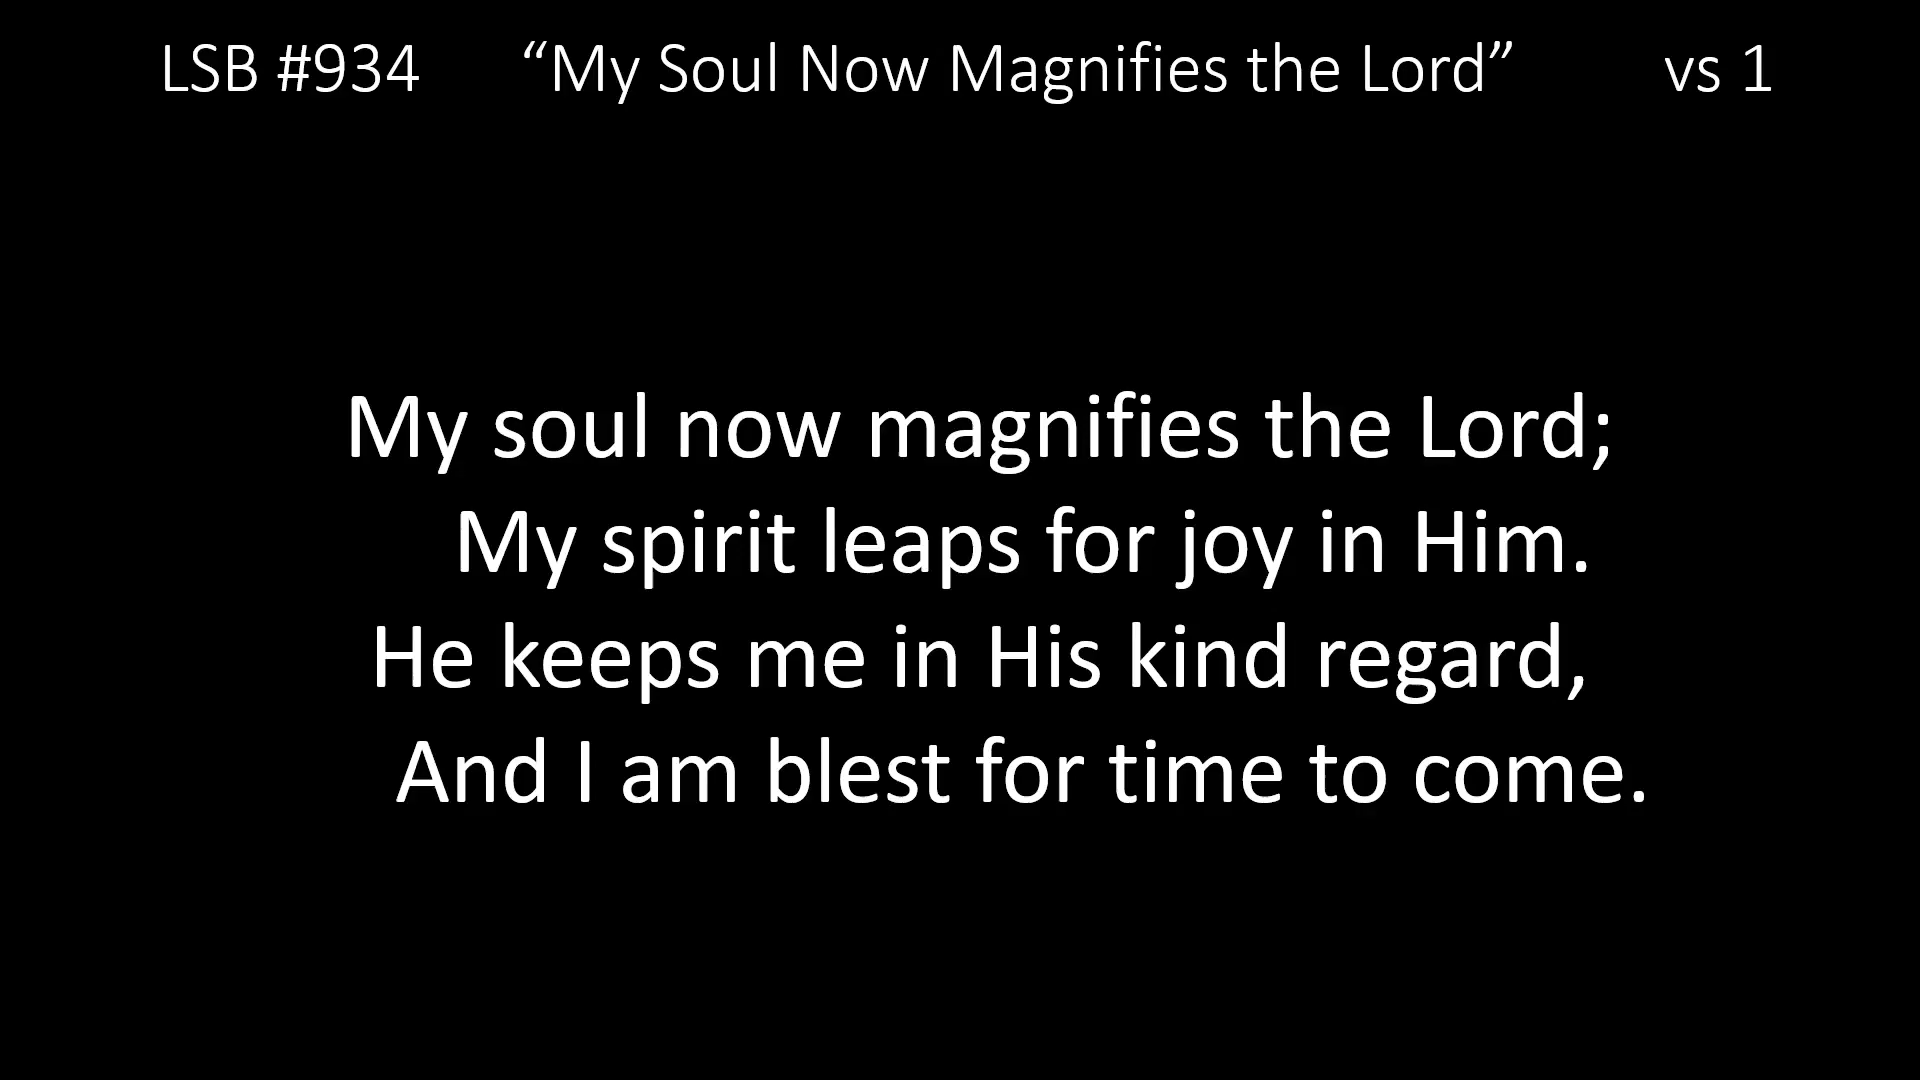 LSB #934 “My Soul Now Magnifies the Lord” vs 1
My soul now magnifies the Lord;
My spirit leaps for joy in Him.
He keeps me in His kind regard,
And I am blest for time to come.